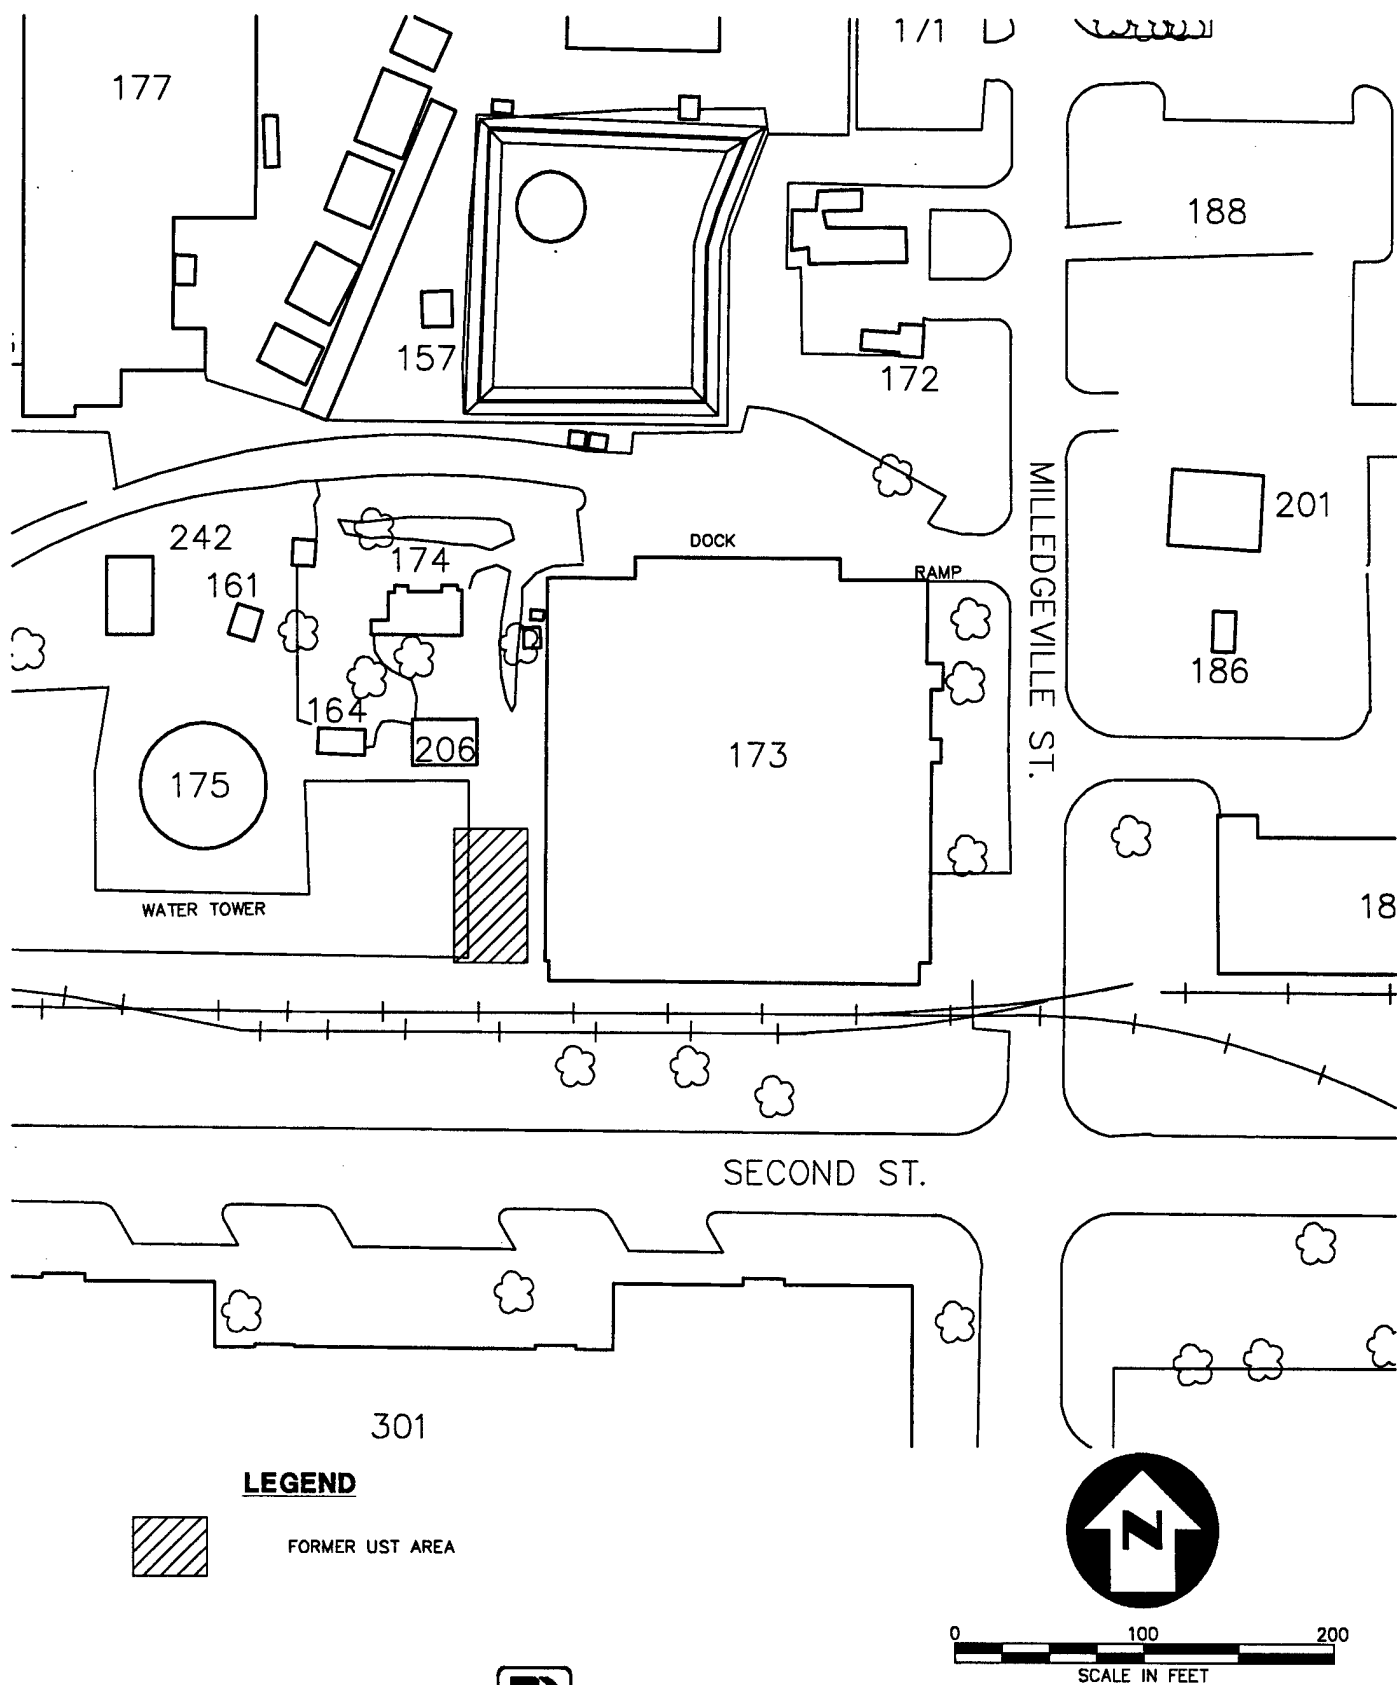 171
177
188
157
172
MILLEDGEVILLE ST.
201
DOCK
242
174
161
RAMP
186
164
206
173
175
WATER TOWER
18
SECOND ST.
301
LEGEND
FORMER UST AREA
N
0 100 200
SCALE IN FEET